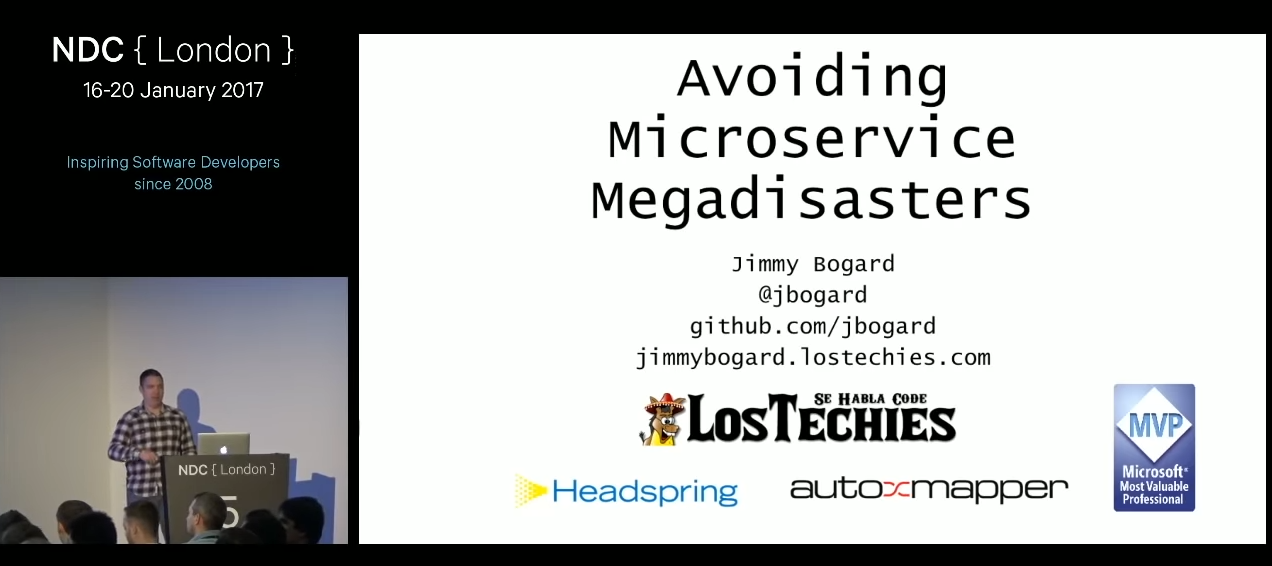 NDC { London }
16-20 January 2017
Inspiring Software Developers
since 2008
NDC { London }
5
Avoiding
Microservice
Megadisasters
Jimmy Bogard
@jbogard
github.com/jbogard
jimmybogard.lostechies.com
SE HABLA CODE
LOSTECHIES
Headspring
automapper
MVP
Microsoft®
Most Valuable
Professional